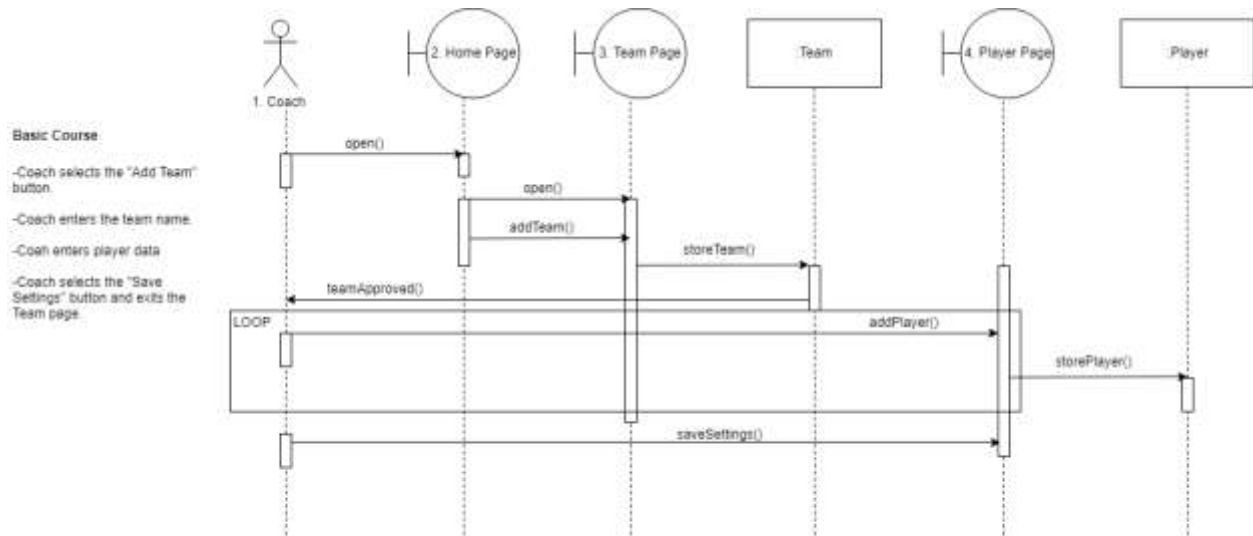 1. Coach
2. Home Page
3. Team Page
Team
4. Player Page
Player
Basic Course
-Coach selects the "Add Team"
button.
-Coach enters the team name.
-Coah enters player data
-Coach selects the "Save
Settings" button and exits the
Team page.
open()
open()
addTeam()
storeTeam()
teamApproved()
LOOP
addPlayer()
storePlayer()
saveSettings()